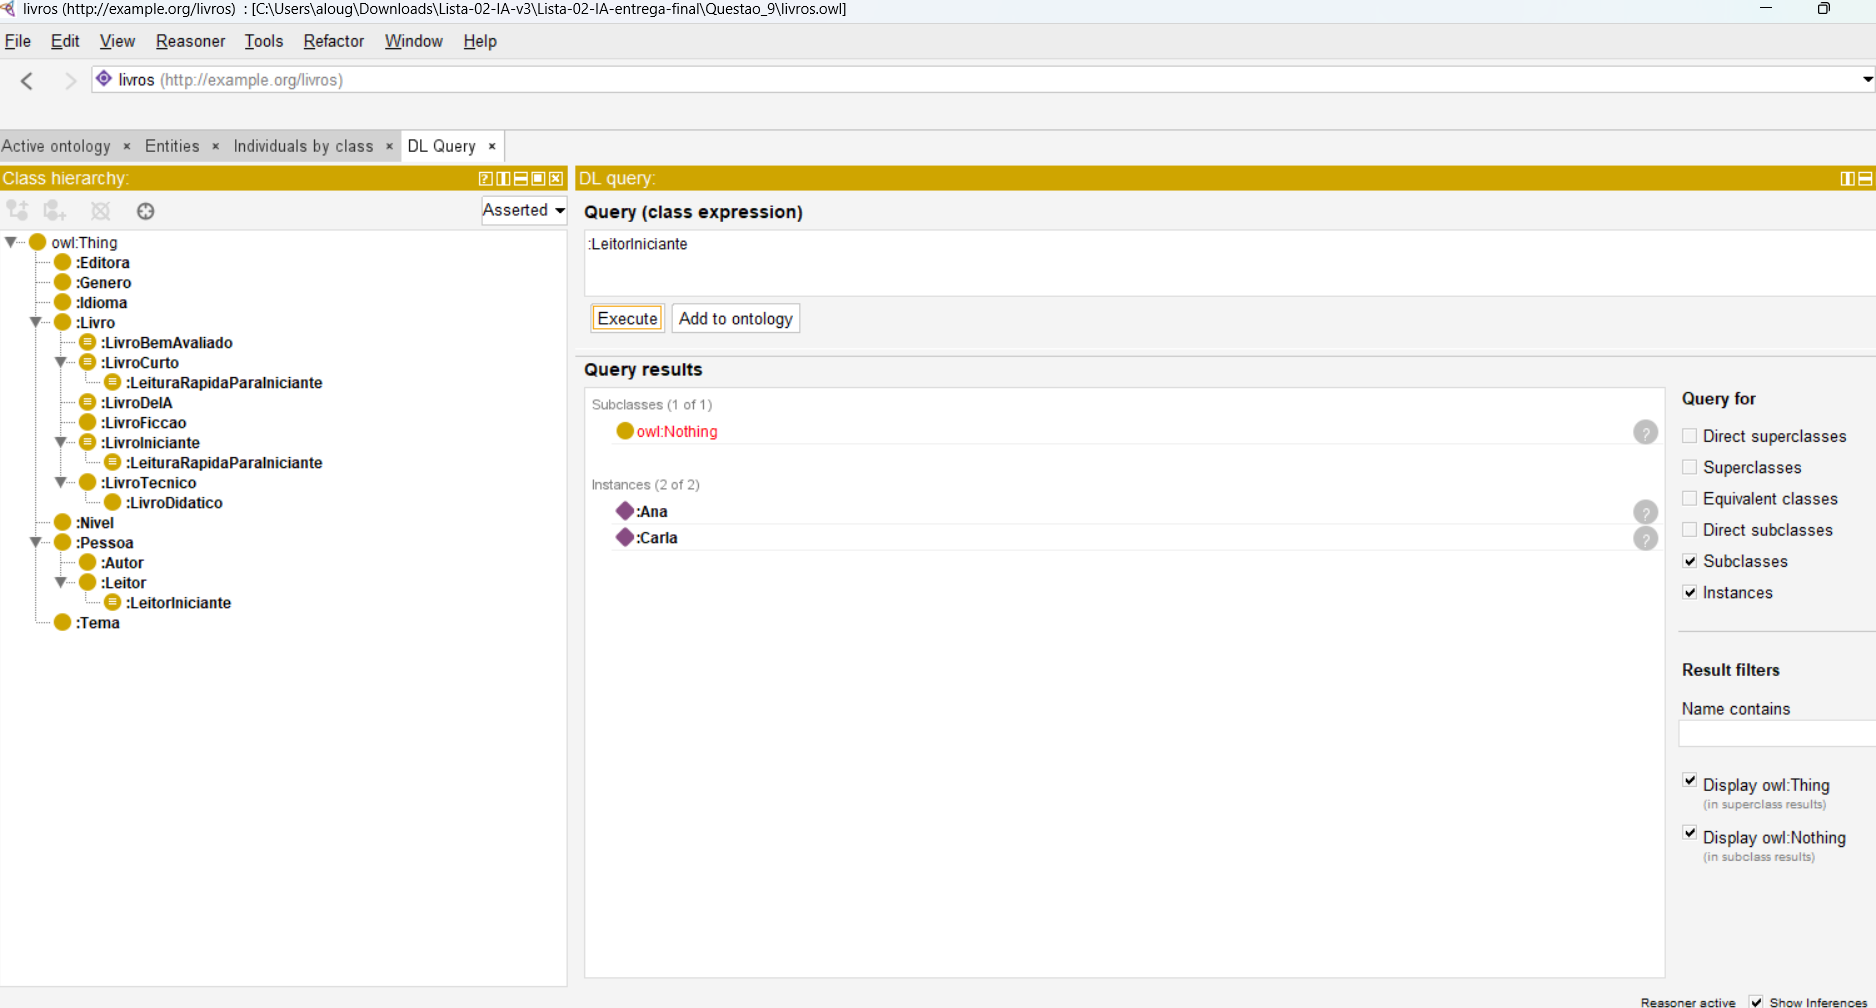 livros (http://example.org/livros) : [C:\Users\aloug\Downloads\Lista-02-IA-v3\Lista-02-IA-entrega-final\Questao_9\livros.owl]
File Edit View Reasoner Tools Refactor Window Help
livros (http://example.org/livros)
Active ontology × Entities × Individuals by class × DL Query ×
Class hierarchy:
Asserted
owl:Thing
:Editora
:Genero
:Idioma
:Livro
:LivroBemAvaliado
:LivroCurto
:LeituraRapidaParaIniciante
:LivroDeIA
:LivroFiccao
:LivroIniciante
:LeituraRapidaParaIniciante
:LivroTecnico
:LivroDidatico
:Nivel
:Pessoa
:Autor
:Leitor
:LeitorIniciante
:Tema
DL query:
Query (class expression)
:LeitorIniciante
Execute Add to ontology
Query results
Subclasses (1 of 1)
owl:Nothing
?
Instances (2 of 2)
:Ana
?
:Carla
?
Query for
Direct superclasses
Superclasses
Equivalent classes
Direct subclasses
Subclasses
Instances
Result filters
Name contains
Display owl:Thing
(in superclass results)
Display owl:Nothing
(in subclass results)
Reasoner active Show Inferences